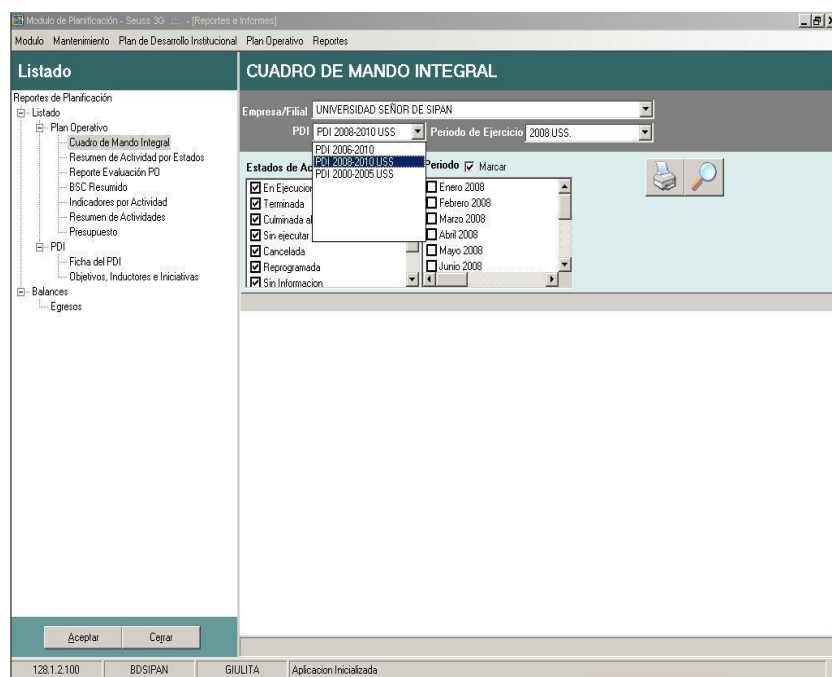 Modulo de Planificación - Seuss 3G .::. - [Reportes e Informes]
Modulo Mantenimiento Plan de Desarrollo Institucional Plan Operativo Reportes
Listado
CUADRO DE MANDO INTEGRAL
Reportes de Planificación
Listado
Plan Operativo
Cuadro de Mando Integral
Resumen de Actividad por Estados
Reporte Evaluación PO
BSC Resumido
Indicadores por Actividad
Resumen de Actividades
Presupuesto
PDI
Ficha del PDI
Objetivos, Inductores e Iniciativas
Balances
Egresos
Empresa/Filial UNIVERSIDAD SEÑOR DE SIPAN
PDI PDI 2008-2010 USS Periodo de Ejercicio 2008 USS.
PDI 2006-2010
PDI 2008-2010 USS
PDI 2000-2005 USS
Estados de Ac
En Ejecucion
Terminada
Culminada al
Sin ejecutar
Cancelada
Reprogramada
Sin Informacion
Periodo Marcar
Enero 2008
Febrero 2008
Marzo 2008
Abril 2008
Mayo 2008
Junio 2008
Aceptar Cerrar
128.1.2.100 BDSIPAN GIULITA Aplicacion Inicializada